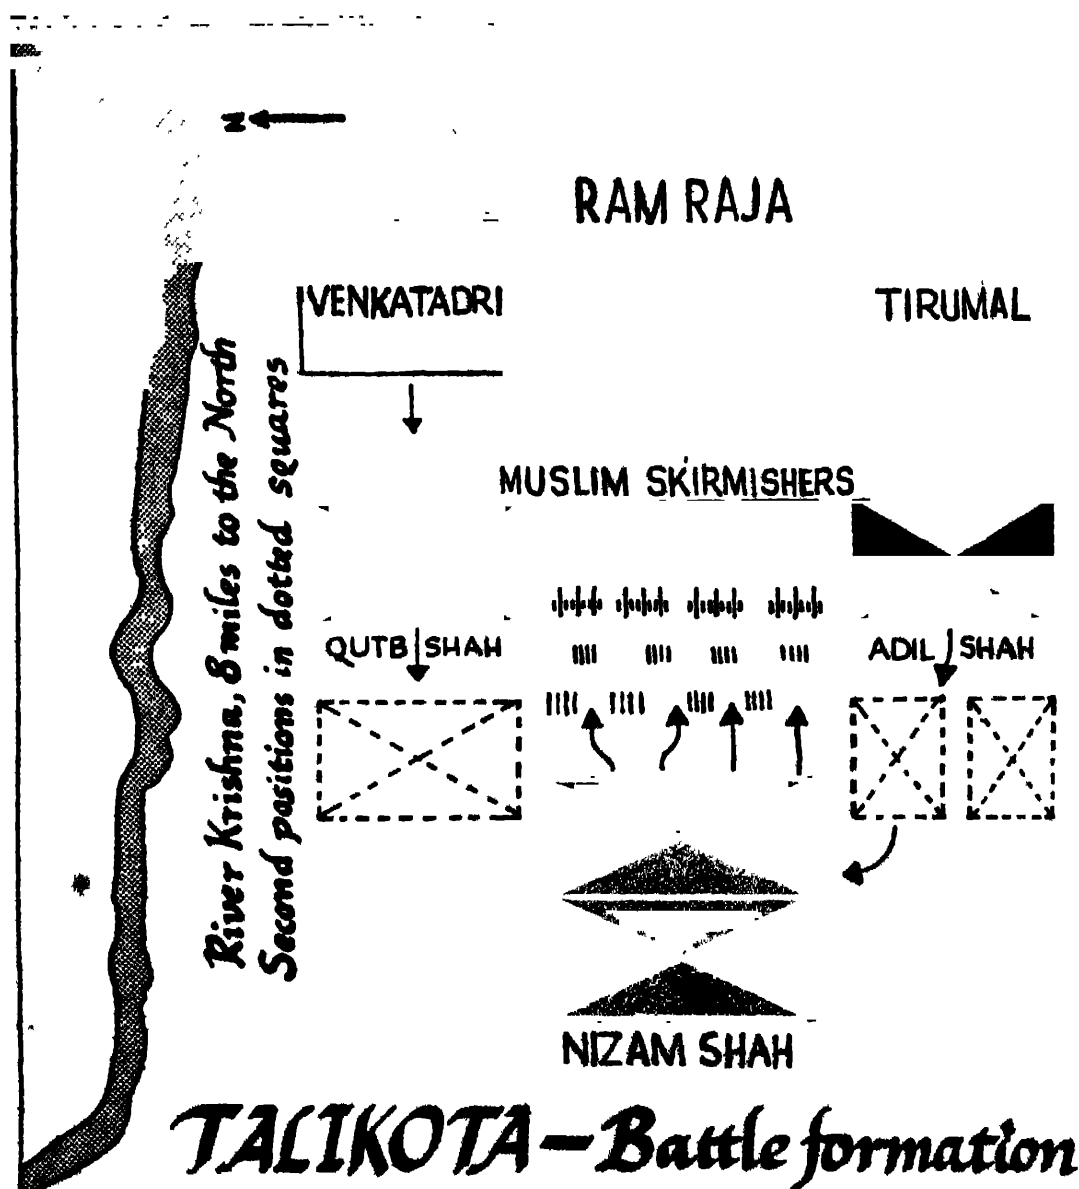 N
RAM RAJA
VENKATADRI
TIRUMAL
River Krishna, 8 miles to the North
Second positions in dotted squares
MUSLIM SKIRMISHERS
QUTB SHAH
ADIL SHAH
NIZAM SHAH
TALIKOTA - Battle formation